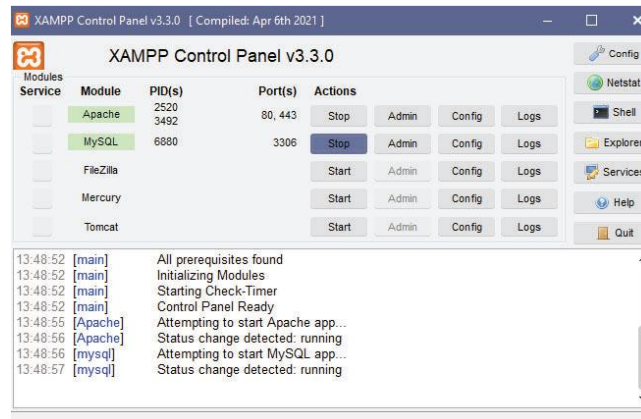 XAMPP Control Panel v3.3.0 [ Compiled: Apr 6th 2021 ]
XAMPP Control Panel v3.3.0
Config
Modules
Service Module PID(s) Port(s) Actions
Netstat
Apache 2520 3492 80, 443 Stop Admin Config Logs
Shell
MySQL 6880 3306 Stop Admin Config Logs
Explorer
FileZilla Start Admin Config Logs
Services
Mercury Start Admin Config Logs
Help
Tomcat Start Admin Config Logs
Quit
13:48:52 [main] All prerequisites found
13:48:52 [main] Initializing Modules
13:48:52 [main] Starting Check-Timer
13:48:52 [main] Control Panel Ready
13:48:55 [Apache] Attempting to start Apache app...
13:48:56 [Apache] Status change detected: running
13:48:56 [mysql] Attempting to start MySQL app...
13:48:57 [mysql] Status change detected: running